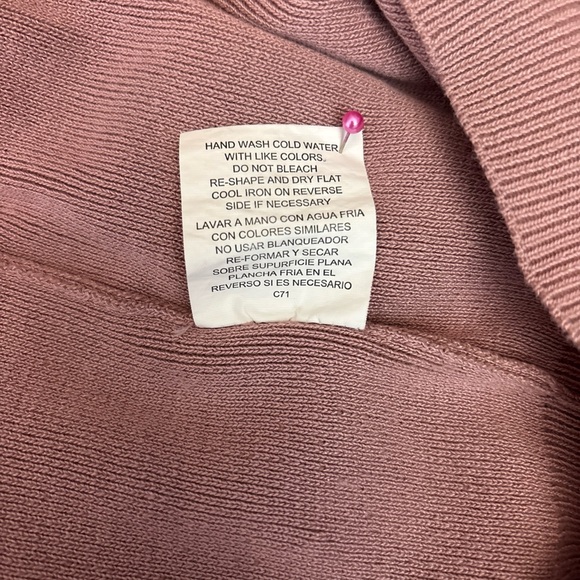 HAND WASH COLD WATER
WITH LIKE COLORS.
DO NOT BLEACH
RE-SHAPE AND DRY FLAT
COOL IRON ON REVERSE
SIDE IF NECESSARY
LAVAR A MANO CON AGUA FRIA
CON COLORES SIMILARES
NO USAR BLANQUEADOR
RE-FORMAR Y SECAR
SOBRE SUPURFICIE PLANA
PLANCHA FRIA EN EL
REVERSO SI ES NECESARIO
C71